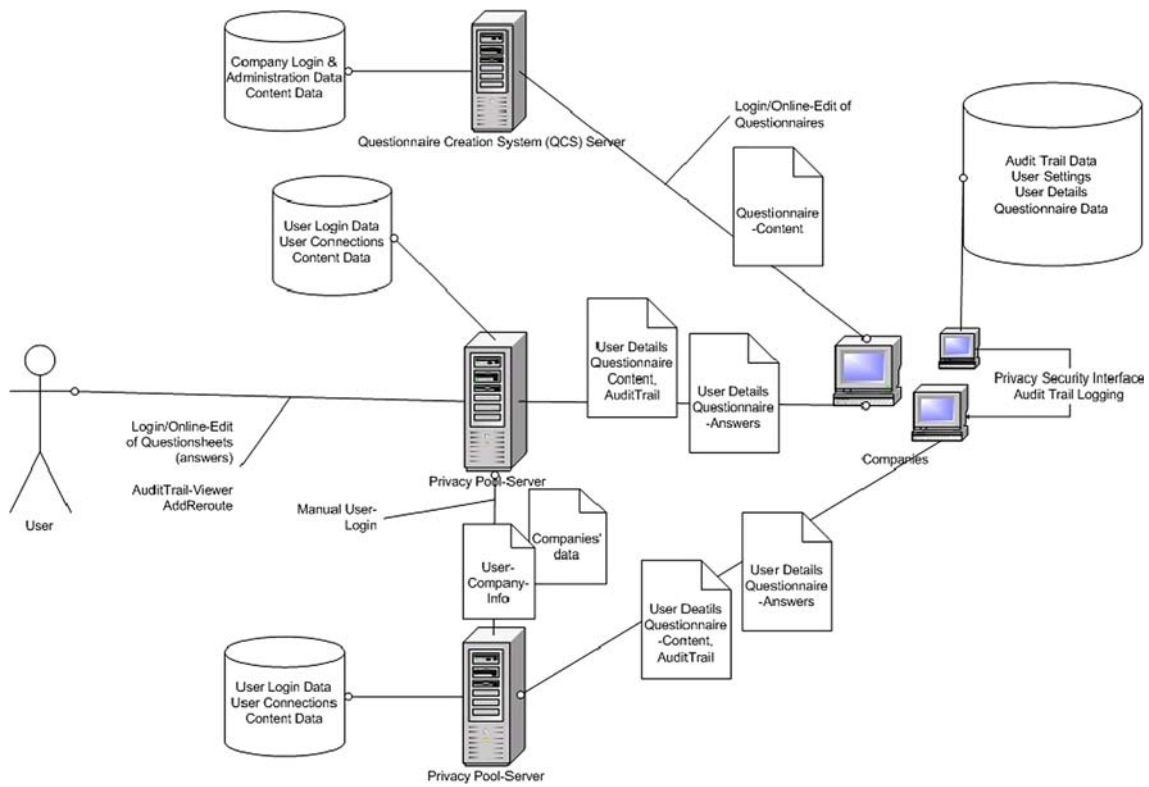 Company Login &
Administration Data
Content Data
Questionnaire Creation System (QCS) Server
Login/Online-Edit of
Questionnaires
Questionnaire
-Content
Audit Trail Data
User Settings
User Details
Questionnaire Data
User Login Data
User Connections
Content Data
User Details
Questionnaire
Content,
AuditTrail
User Details
Questionnaire
-Answers
Privacy Security Interface
Audit Trail Logging
Companies
Login/Online-Edit
of Questionsheets
(answers)
AuditTrail-Viewer
AddReroute
User
Privacy Pool-Server
Manual User-
Login
Companies'
data
User-
Company-
Info
User Details
Questionnaire
-Answers
User Deatils
Questionnaire
-Content,
AuditTrail
User Login Data
User Connections
Content Data
Privacy Pool-Server